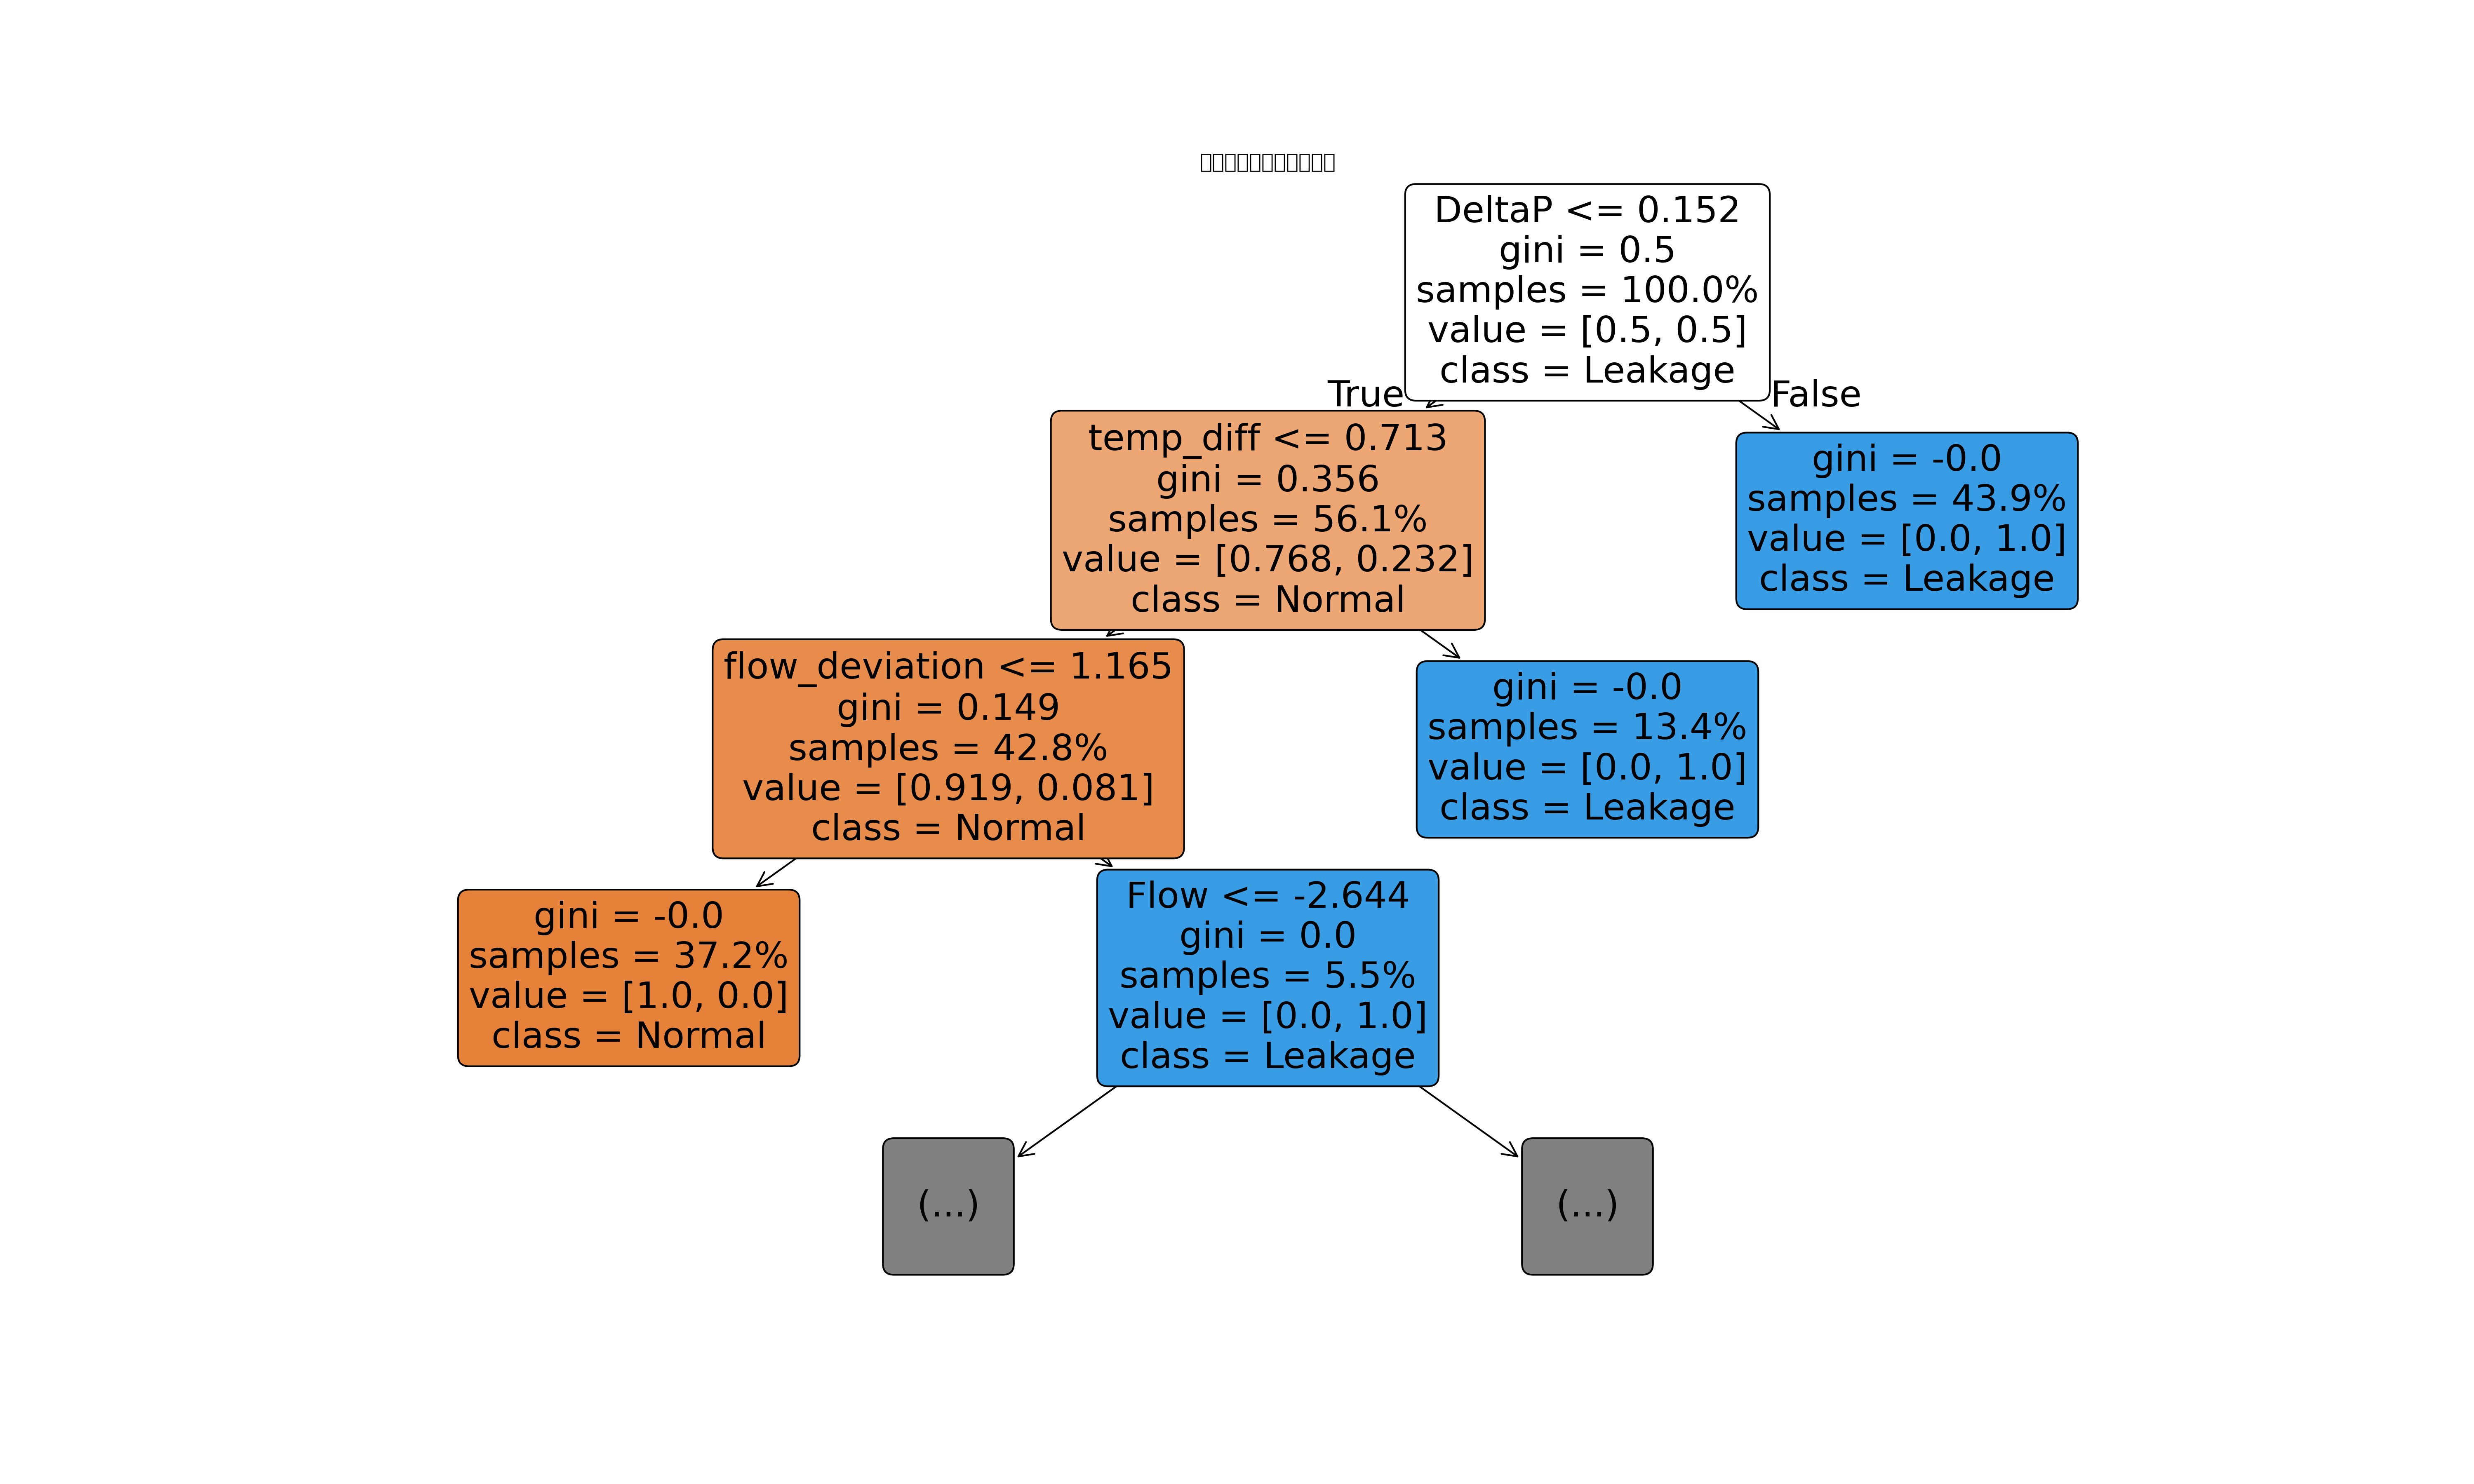 DeltaP <= 0.152
gini = 0.5
samples = 100.0%
value = [0.5, 0.5]
class = Leakage
True
False
temp_diff <= 0.713
gini = 0.356
samples = 56.1%
value = [0.768, 0.232]
class = Normal
gini = -0.0
samples = 43.9%
value = [0.0, 1.0]
class = Leakage
flow_deviation <= 1.165
gini = 0.149
samples = 42.8%
value = [0.919, 0.081]
class = Normal
gini = -0.0
samples = 13.4%
value = [0.0, 1.0]
class = Leakage
gini = -0.0
samples = 37.2%
value = [1.0, 0.0]
class = Normal
Flow <= -2.644
gini = 0.0
samples = 5.5%
value = [0.0, 1.0]
class = Leakage
(...)
(...)